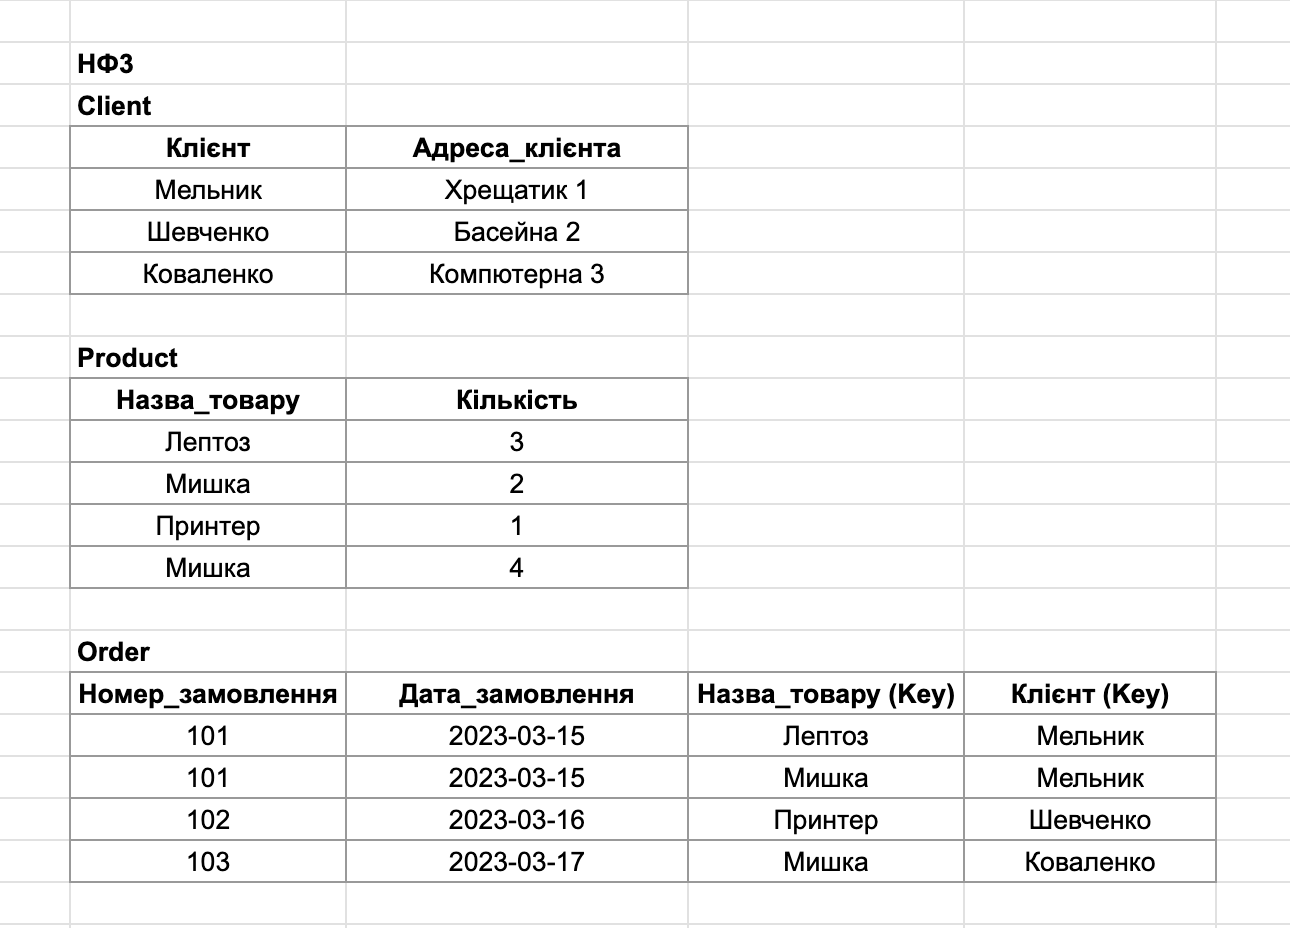 НФ3
Client
Клієнт Адреса_клієнта
Мельник Хрещатик 1
Шевченко Басейна 2
Коваленко Компютерна 3
Product
Назва_товару Кількість
Лептоз 3
Мишка 2
Принтер 1
Мишка 4
Order
Номер_замовлення Дата_замовлення Назва_товару (Key) Клієнт (Key)
101 2023-03-15 Лептоз Мельник
101 2023-03-15 Мишка Мельник
102 2023-03-16 Принтер Шевченко
103 2023-03-17 Мишка Коваленко